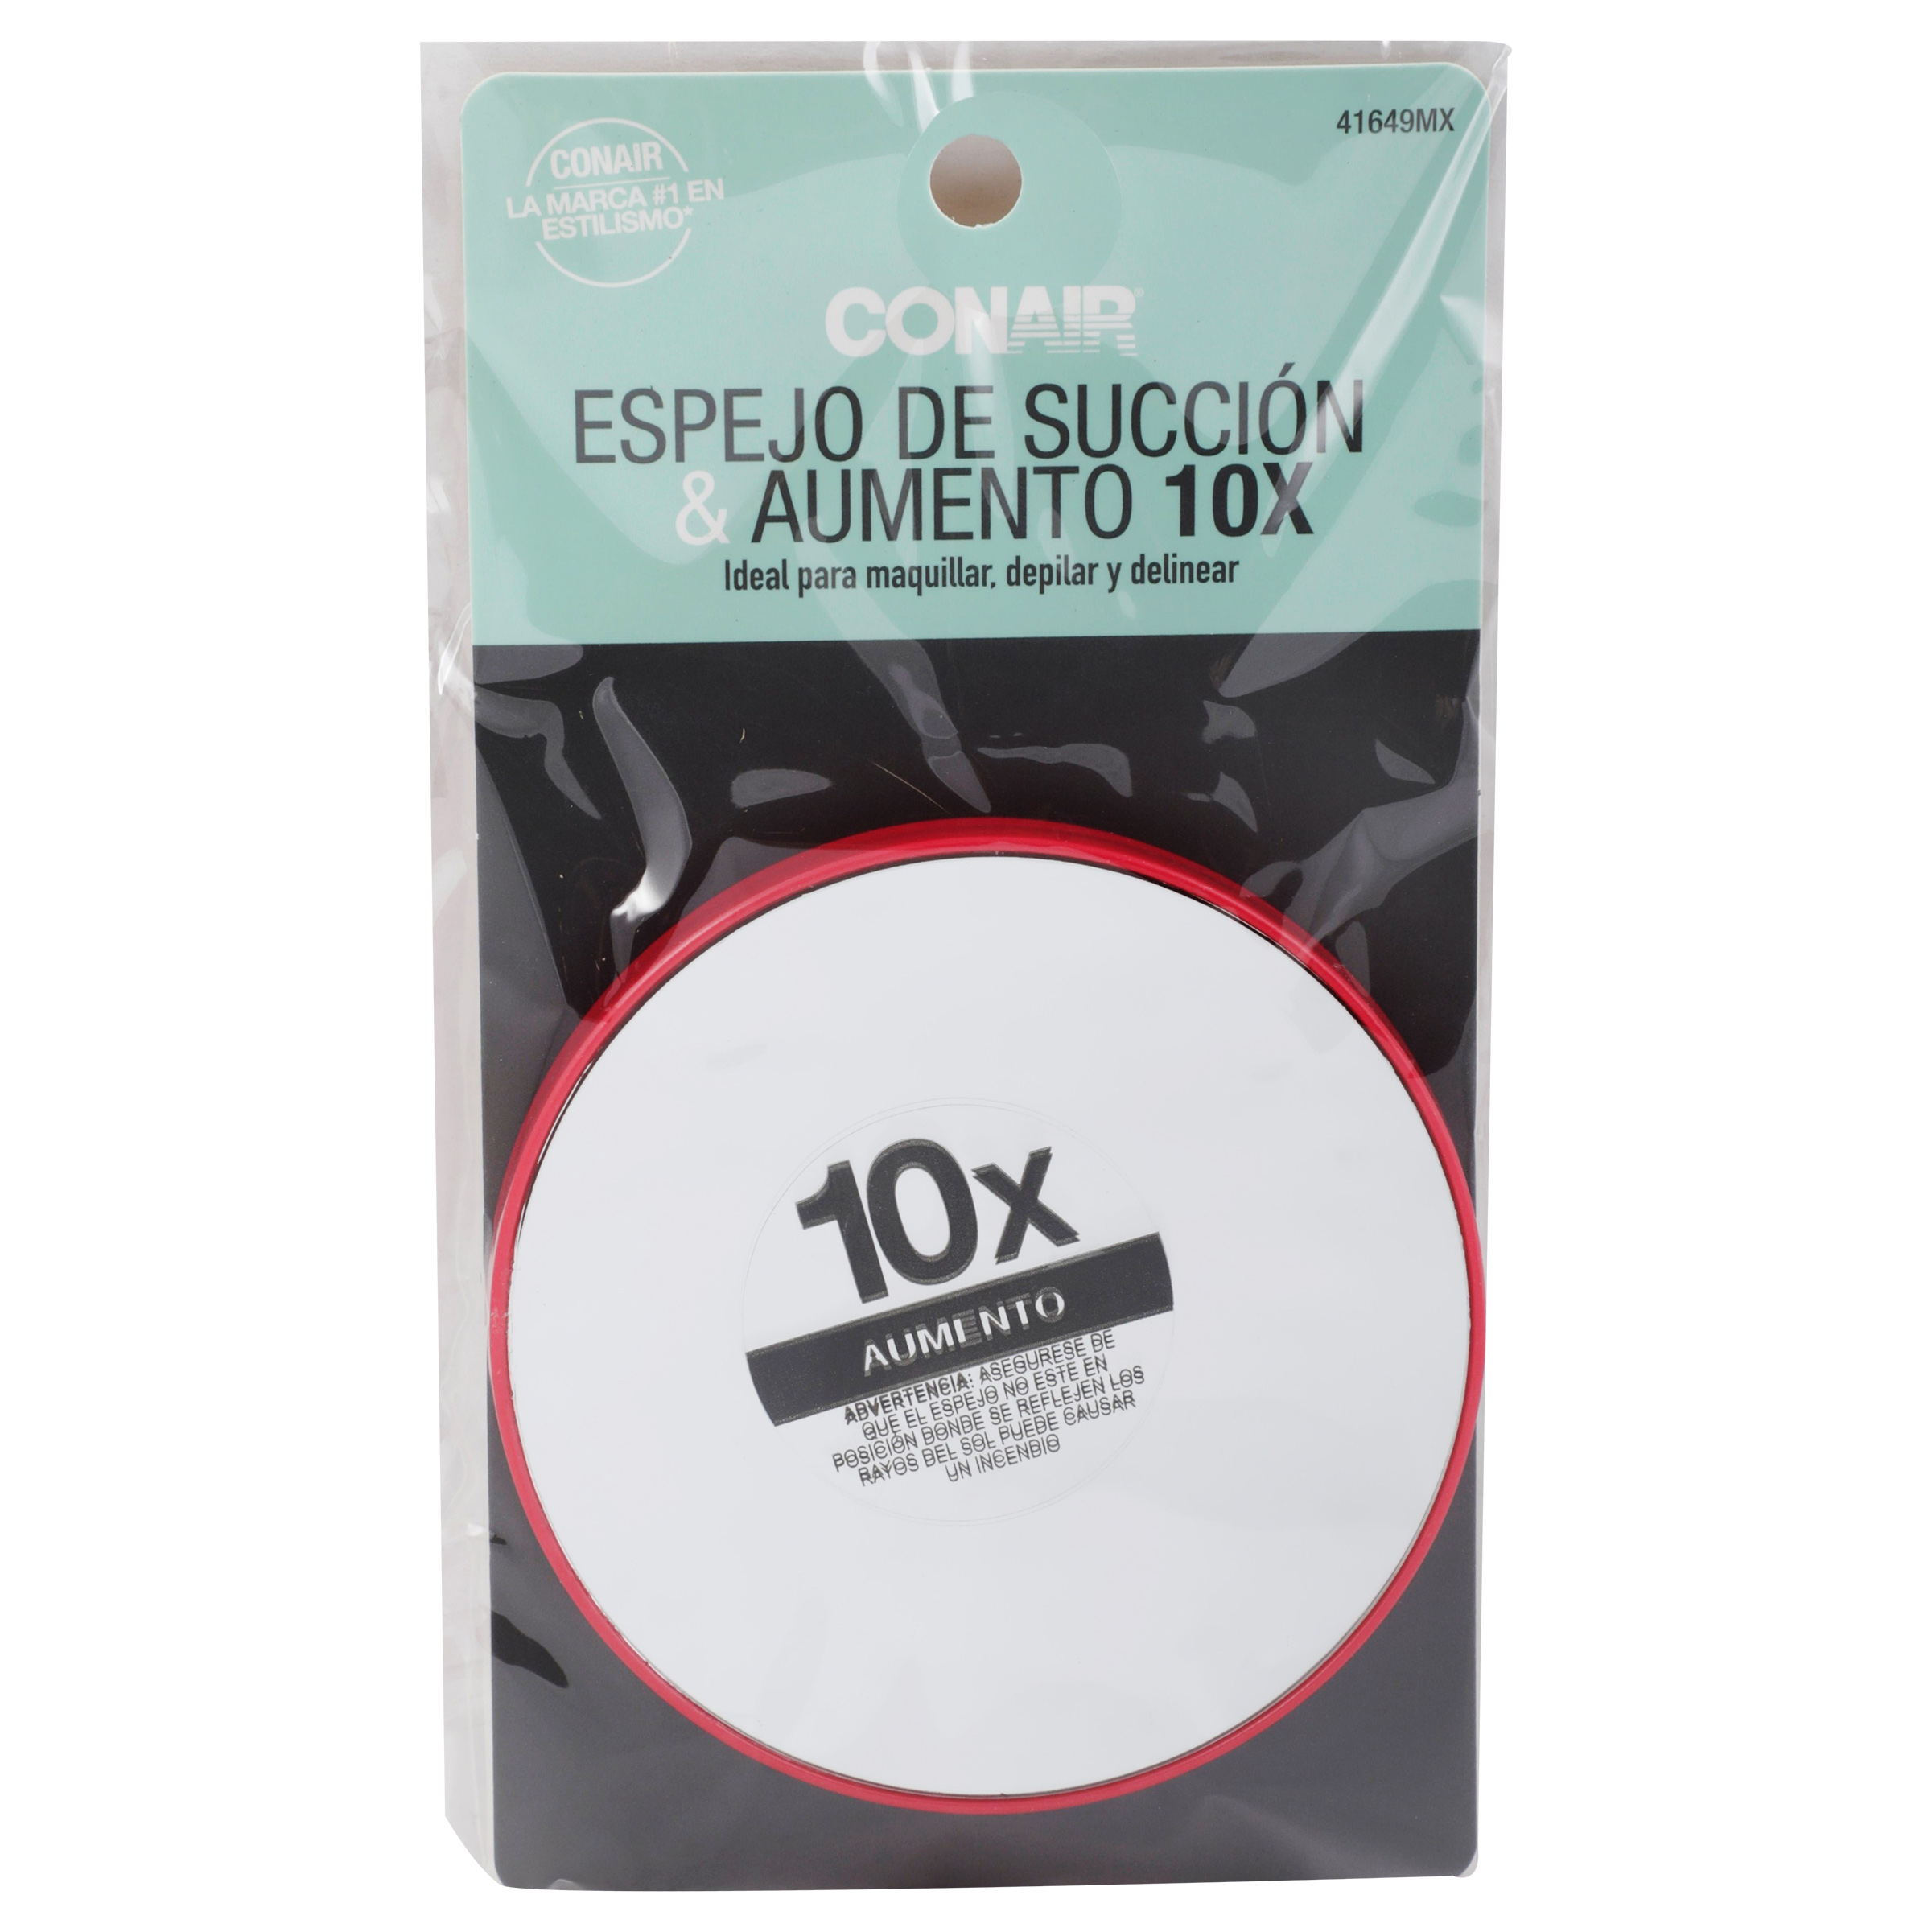 41649MX
CONAiR
LA MARCA #1 EN
ESTILISMO*
CONAIR®
ESPEJO DE SUCCIÓN
& AUMENTO 10X
Ideal para maquillar, depilar y delinear
10x
AUMENTO
ADVERTENCIA: ASEGURESE DE
QUE EL ESPEJO NO ESTE EN
POSICIÓN DONDE SE REFLEJEN LOS
RAYOS DEL SOL PUEDE CAUSAR
UN INCENDIO